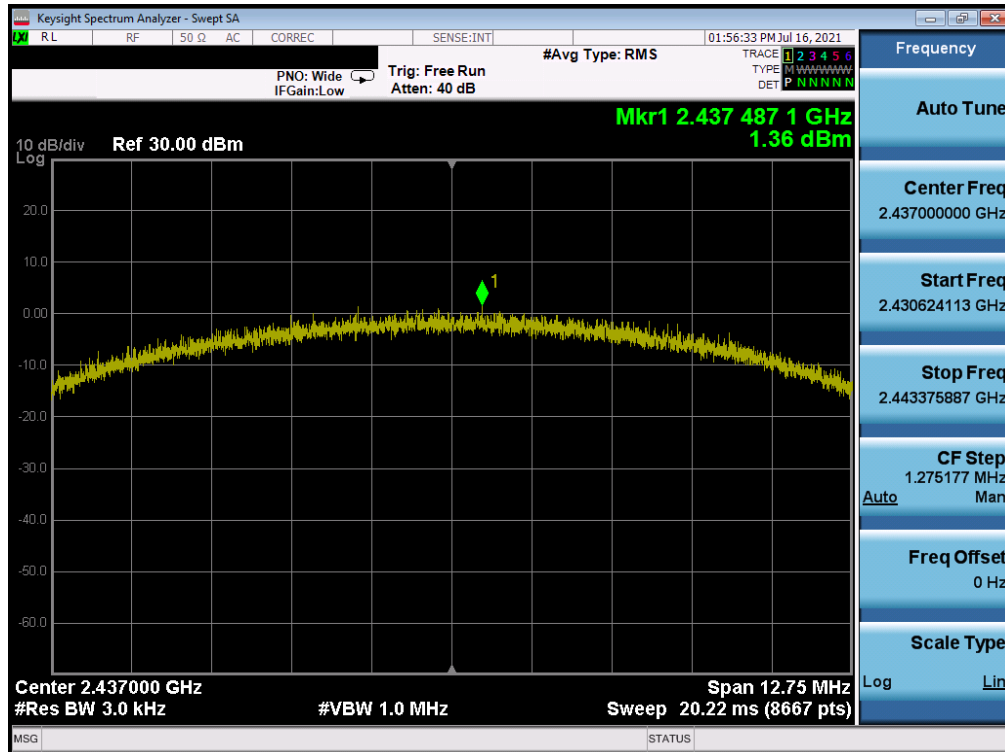 Keysight Spectrum Analyzer - Swept SA
LXI RL RF 50 Ω AC CORREC SENSE:INT 01:56:33 PM Jul 16, 2021
#Avg Type: RMS TRACE 1 2 3 4 5 6
PNO: Wide Trig: Free Run TYPE M WWWWW
IFGain:Low Atten: 40 dB DET P N N N N N
Mkr1 2.437 487 1 GHz
1.36 dBm
10 dB/div Ref 30.00 dBm
Log
1
20.0
10.0
0.00
-10.0
-20.0
-30.0
-40.0
-50.0
-60.0
Center 2.437000 GHz Span 12.75 MHz
#Res BW 3.0 kHz #VBW 1.0 MHz Sweep 20.22 ms (8667 pts)
MSG STATUS
Frequency
Auto Tune
Center Freq
2.437000000 GHz
Start Freq
2.430624113 GHz
Stop Freq
2.443375887 GHz
CF Step
1.275177 MHz
Auto Man
Freq Offset
0 Hz
Scale Type
Log Lin